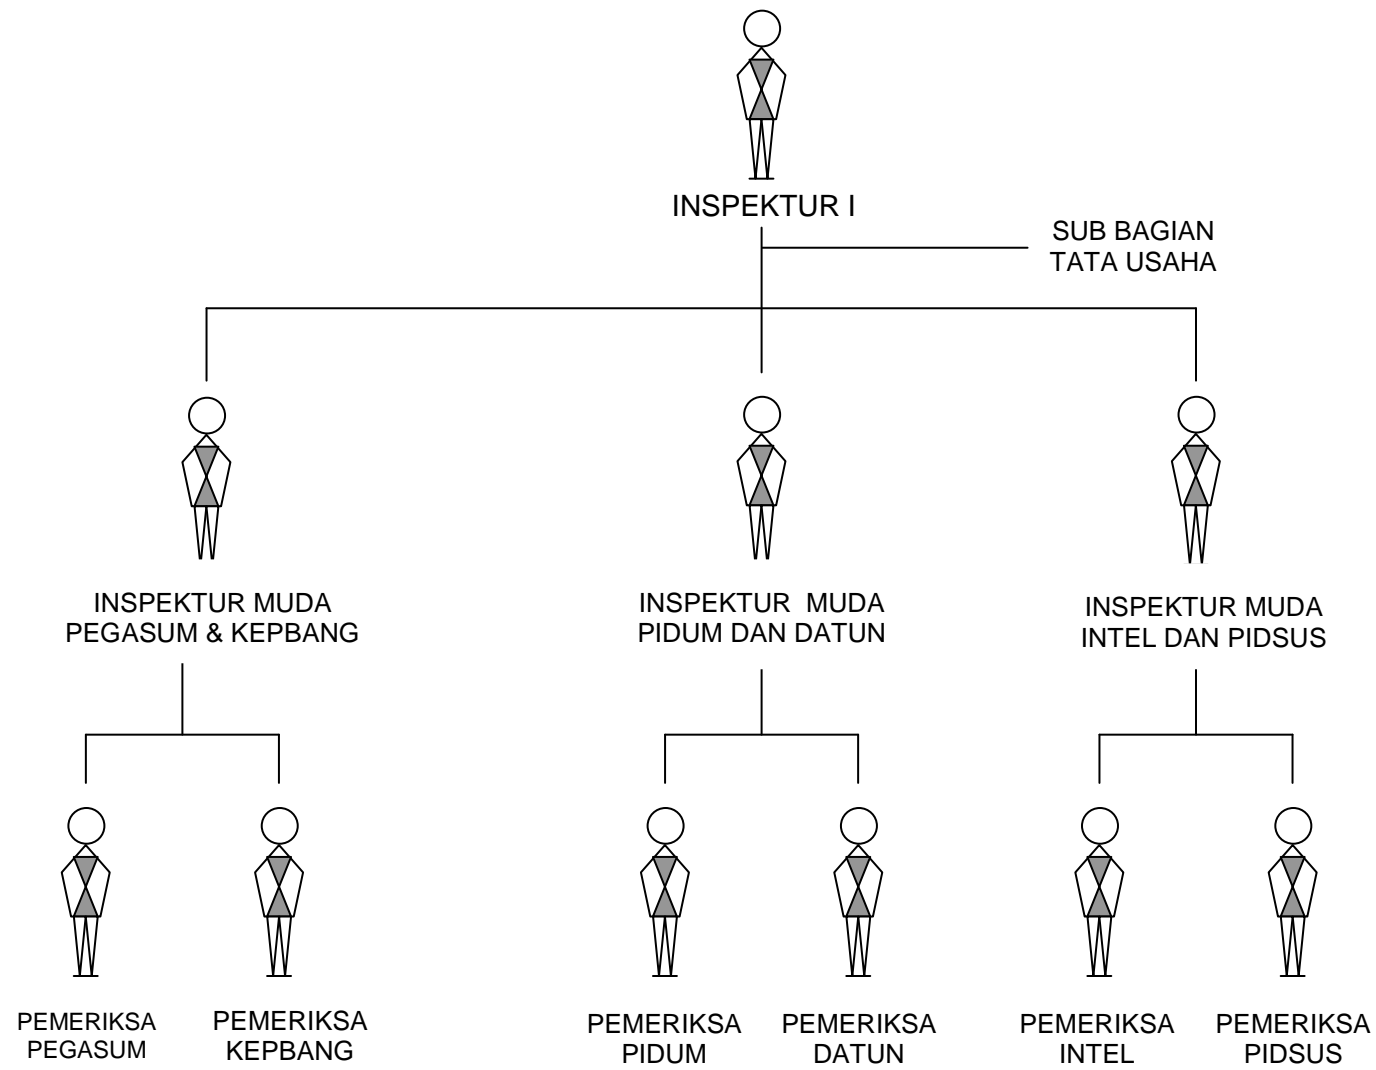 INSPEKTUR I
SUB BAGIAN
TATA USAHA
INSPEKTUR MUDA
PEGASUM & KEPBANG
INSPEKTUR MUDA
PIDUM DAN DATUN
INSPEKTUR MUDA
INTEL DAN PIDSUS
PEMERIKSA
PEGASUM
PEMERIKSA
KEPBANG
PEMERIKSA
PIDUM
PEMERIKSA
DATUN
PEMERIKSA
INTEL
PEMERIKSA
PIDSUS